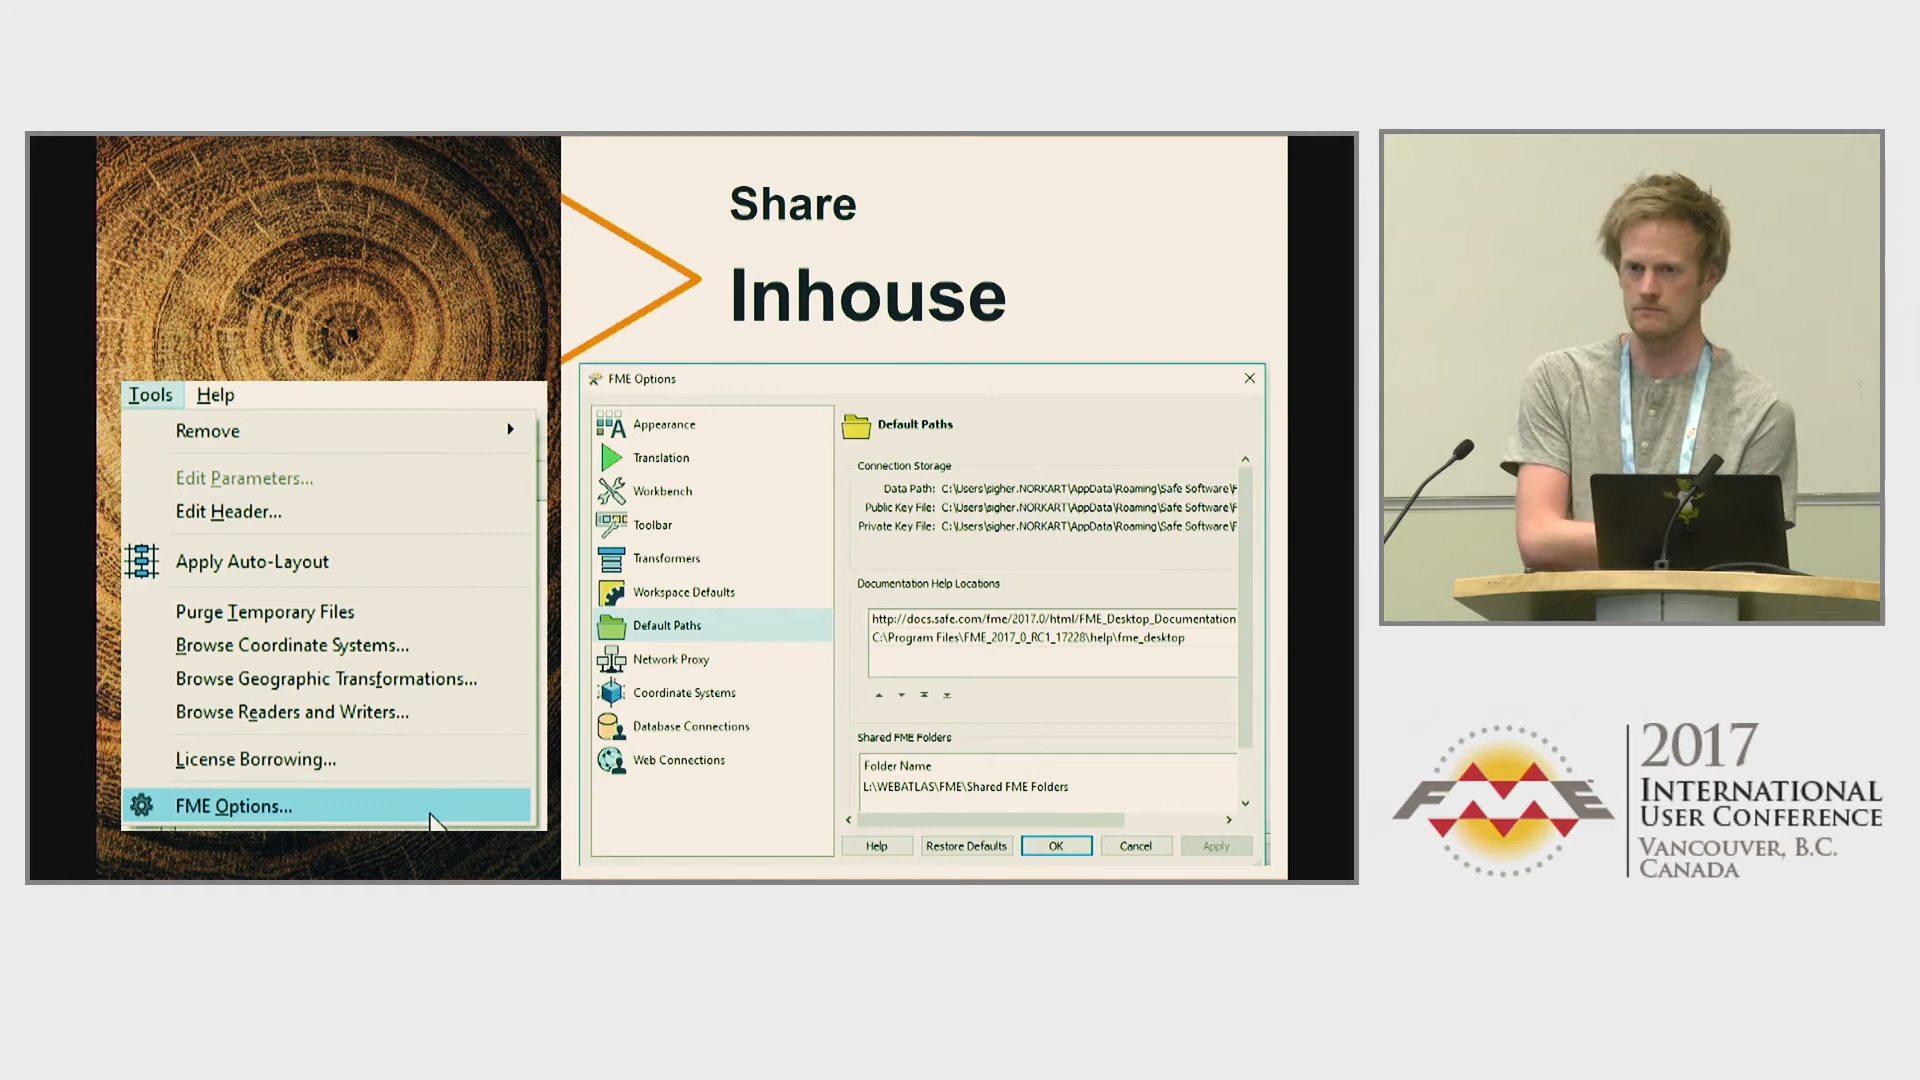 Share
Inhouse
Tools Help
Remove
Edit Parameters...
Edit Header...
Apply Auto-Layout
Purge Temporary Files
Browse Coordinate Systems...
Browse Geographic Transformations...
Browse Readers and Writers...
License Borrowing...
FME Options...
FME Options
Appearance
Translation
Workbench
Toolbar
Transformers
Workspace Defaults
Default Paths
Network Proxy
Coordinate Systems
Database Connections
Web Connections
Default Paths
Connection Storage
Data Path: C:\Users\sigher.NORKART\AppData\Roaming\Safe Software\F
Public Key File: C:\Users\sigher.NORKART\AppData\Roaming\Safe Software\F
Private Key File: C:\Users\sigher.NORKART\AppData\Roaming\Safe Software\F
Documentation Help Locations
http://docs.safe.com/fme/2017.0/html/FME_Desktop_Documentation
C:\Program Files\FME_2017_0_RC1_17228\help\fme_desktop
Shared FME Folders
Folder Name
L:\WEBATLAS\FME\Shared FME Folders
Help Restore Defaults OK Cancel Apply
FME
2017
INTERNATIONAL
USER CONFERENCE
VANCOUVER, B.C.
CANADA